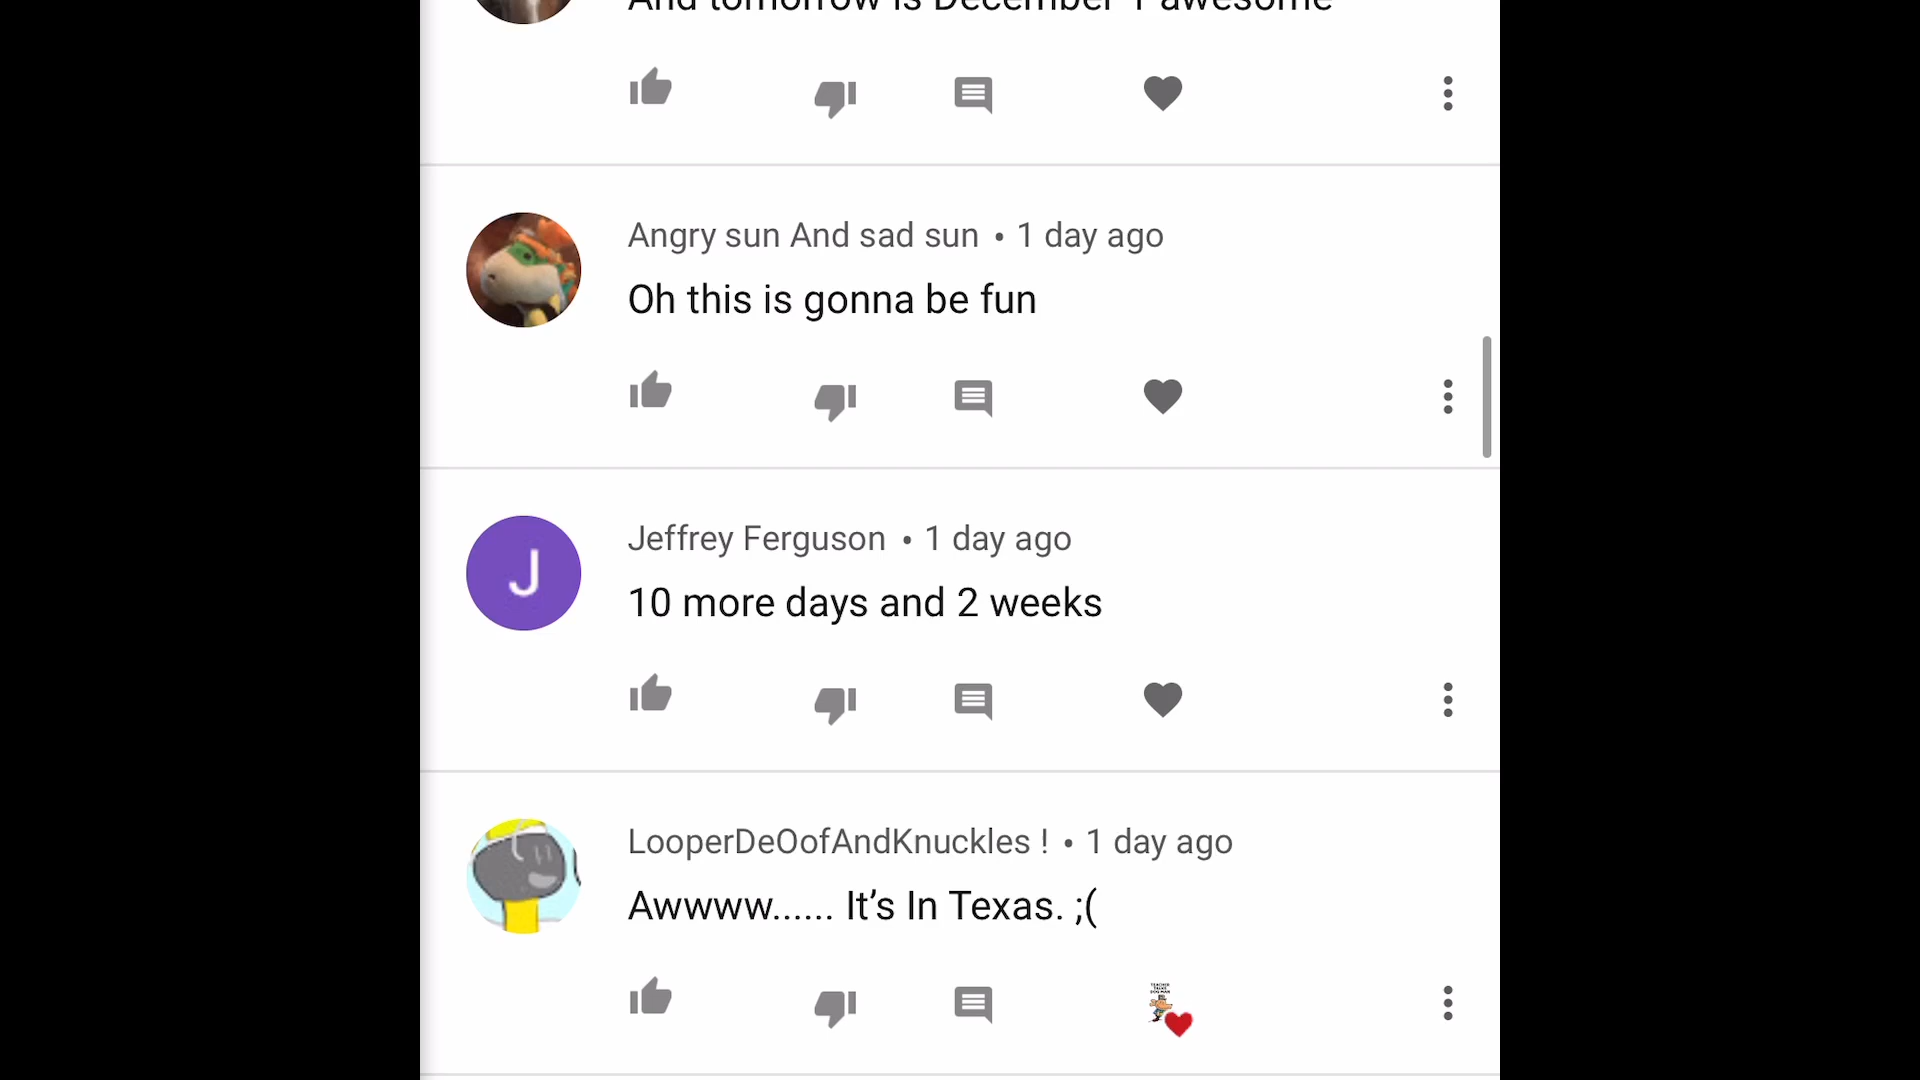 And tomorrow is December 1 awesome
Angry sun And sad sun • 1 day ago
Oh this is gonna be fun
J
Jeffrey Ferguson • 1 day ago
10 more days and 2 weeks
LooperDeOofAndKnuckles ! • 1 day ago
Awwww...... It’s In Texas. ;(